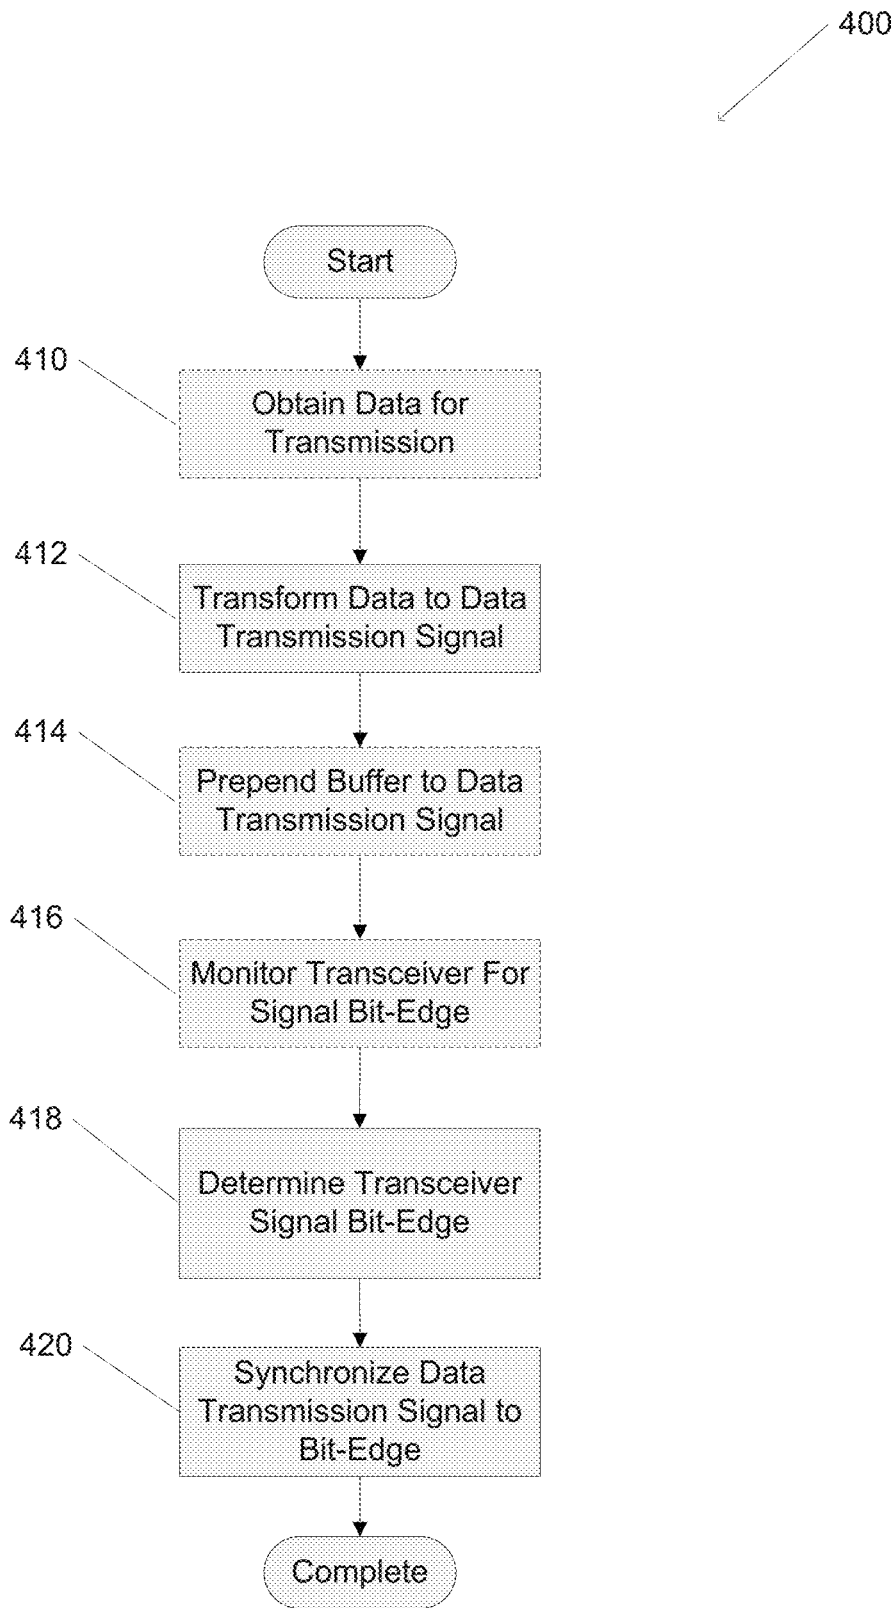 400
Start
410
Obtain Data for
Transmission
412
Transform Data to Data
Transmission Signal
414
Prepend Buffer to Data
Transmission Signal
416
Monitor Transceiver For
Signal Bit-Edge
418
Determine Transceiver
Signal Bit-Edge
420
Synchronize Data
Transmission Signal to
Bit-Edge
Complete